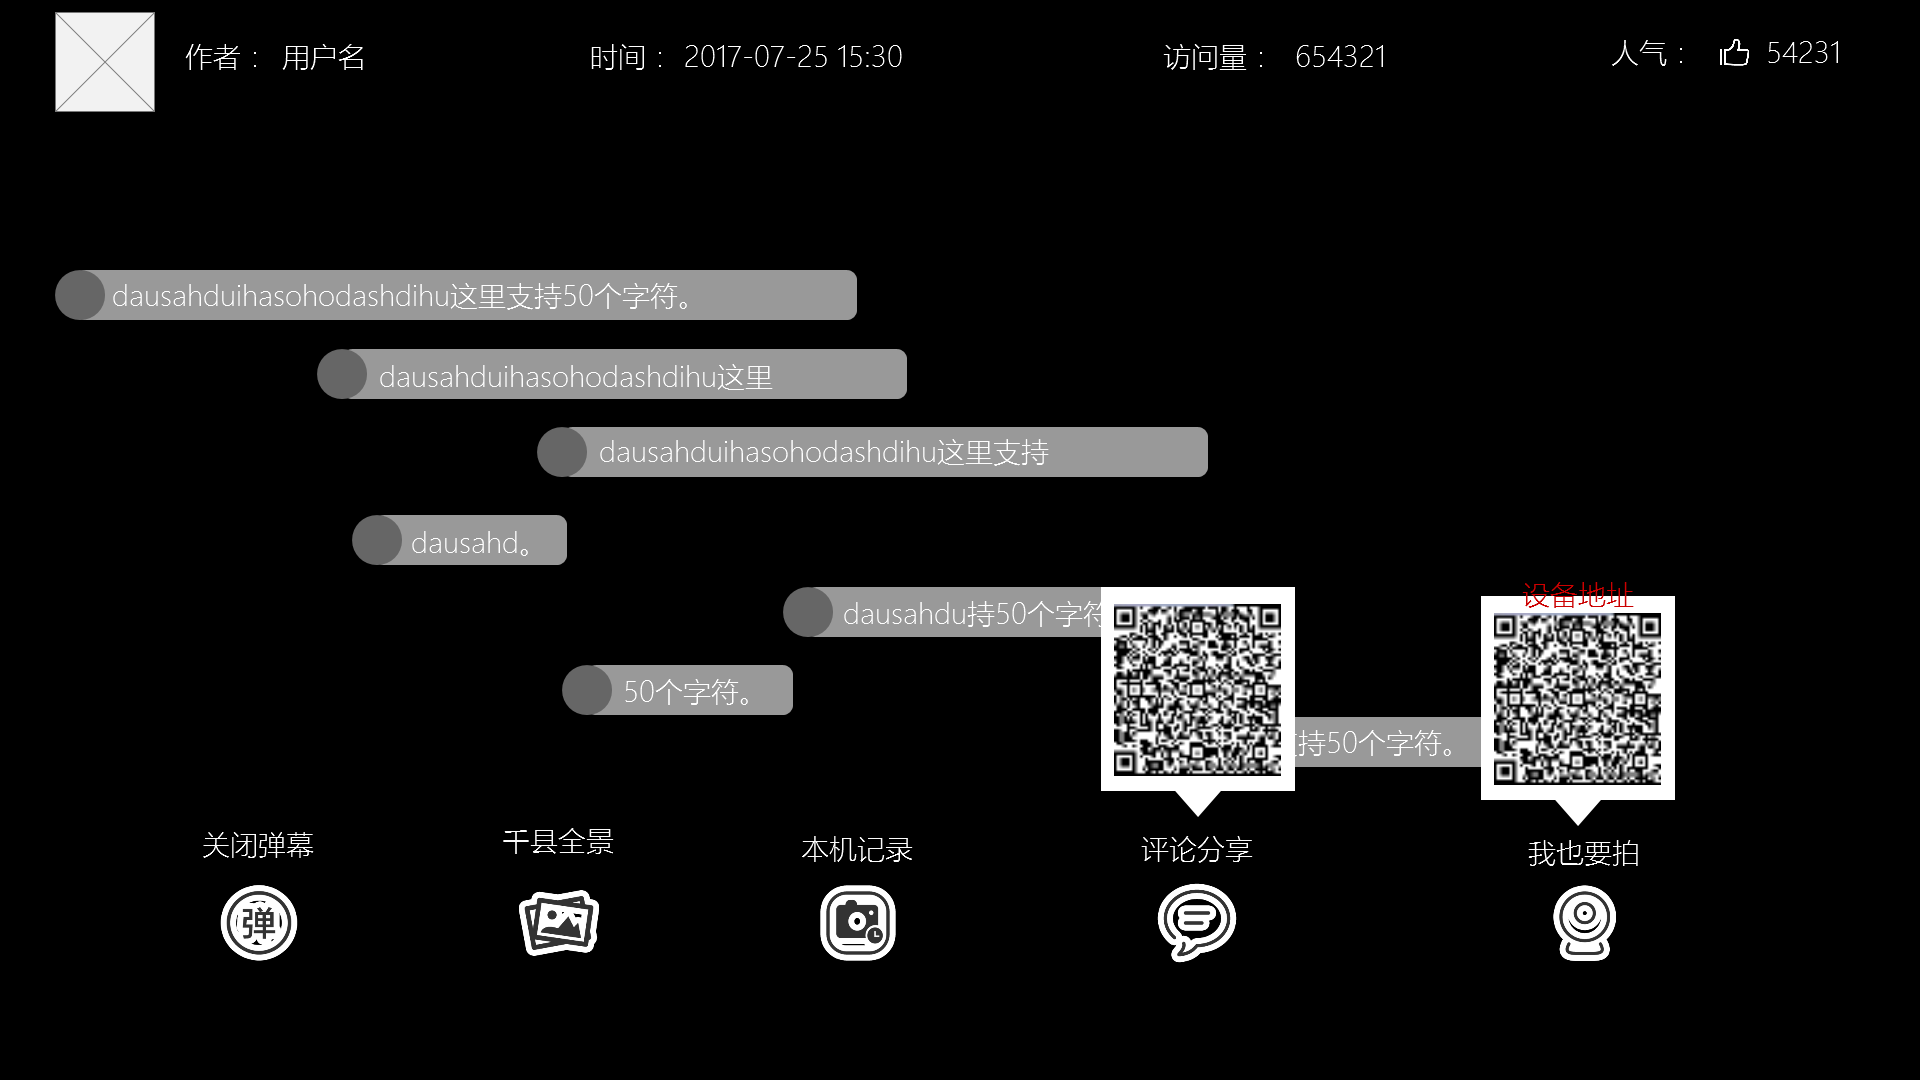 作者： 用户名
时间： 2017-07-25 15:30
访问量： 654321
人气： 54231
dausahduihasohodashdihu这里支持50个字符。
dausahduihasohodashdihu这里
dausahduihasohodashdihu这里支持
dausahd。
dausahdu持50个字符
设备地址
50个字符。
持50个字符。
关闭弹幕
千县全景
本机记录
评论分享
我也要拍
弹